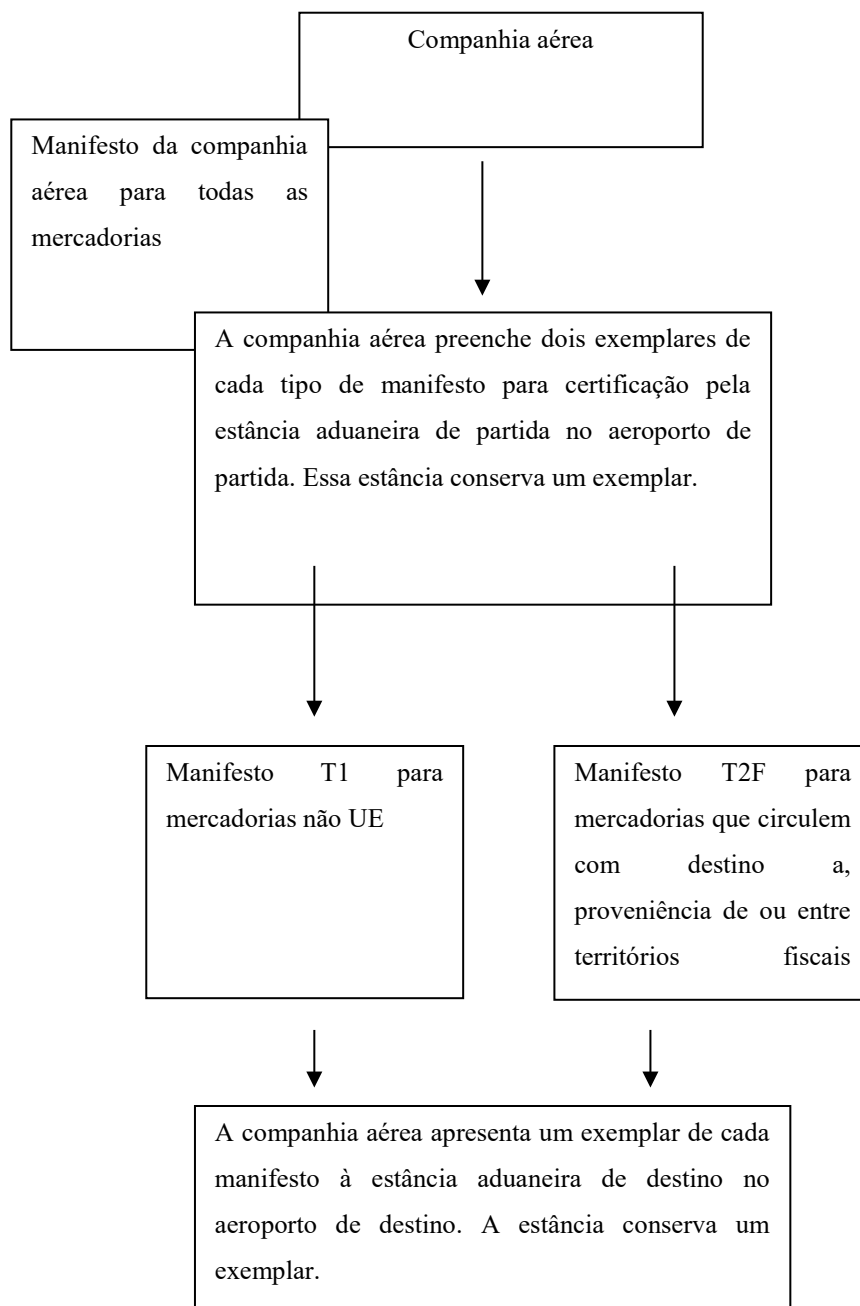 Companhia aérea
Manifesto da companhia
aérea para todas as
mercadorias
A companhia aérea preenche dois exemplares de
cada tipo de manifesto para certificação pela
estância aduaneira de partida no aeroporto de
partida. Essa estância conserva um exemplar.
Manifesto T1 para
mercadorias não UE
Manifesto T2F para
mercadorias que circulem
com destino a,
proveniência de ou entre
territórios fiscais
A companhia aérea apresenta um exemplar de cada
manifesto à estância aduaneira de destino no
aeroporto de destino. A estância conserva um
exemplar.